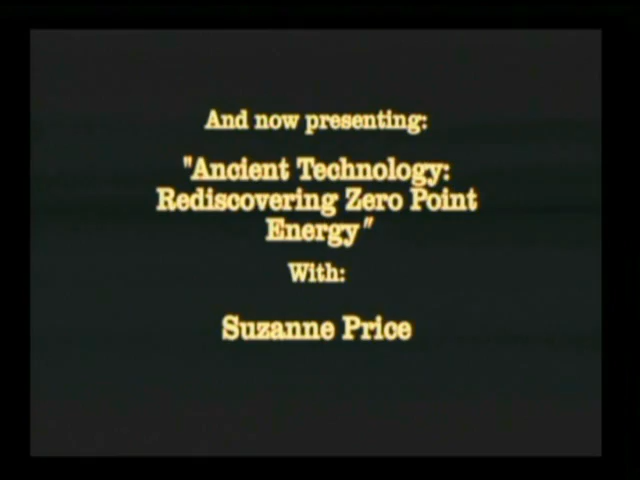 And now presenting:
"Ancient Technology:
Rediscovering Zero Point
Energy"
With:
Suzanne Price